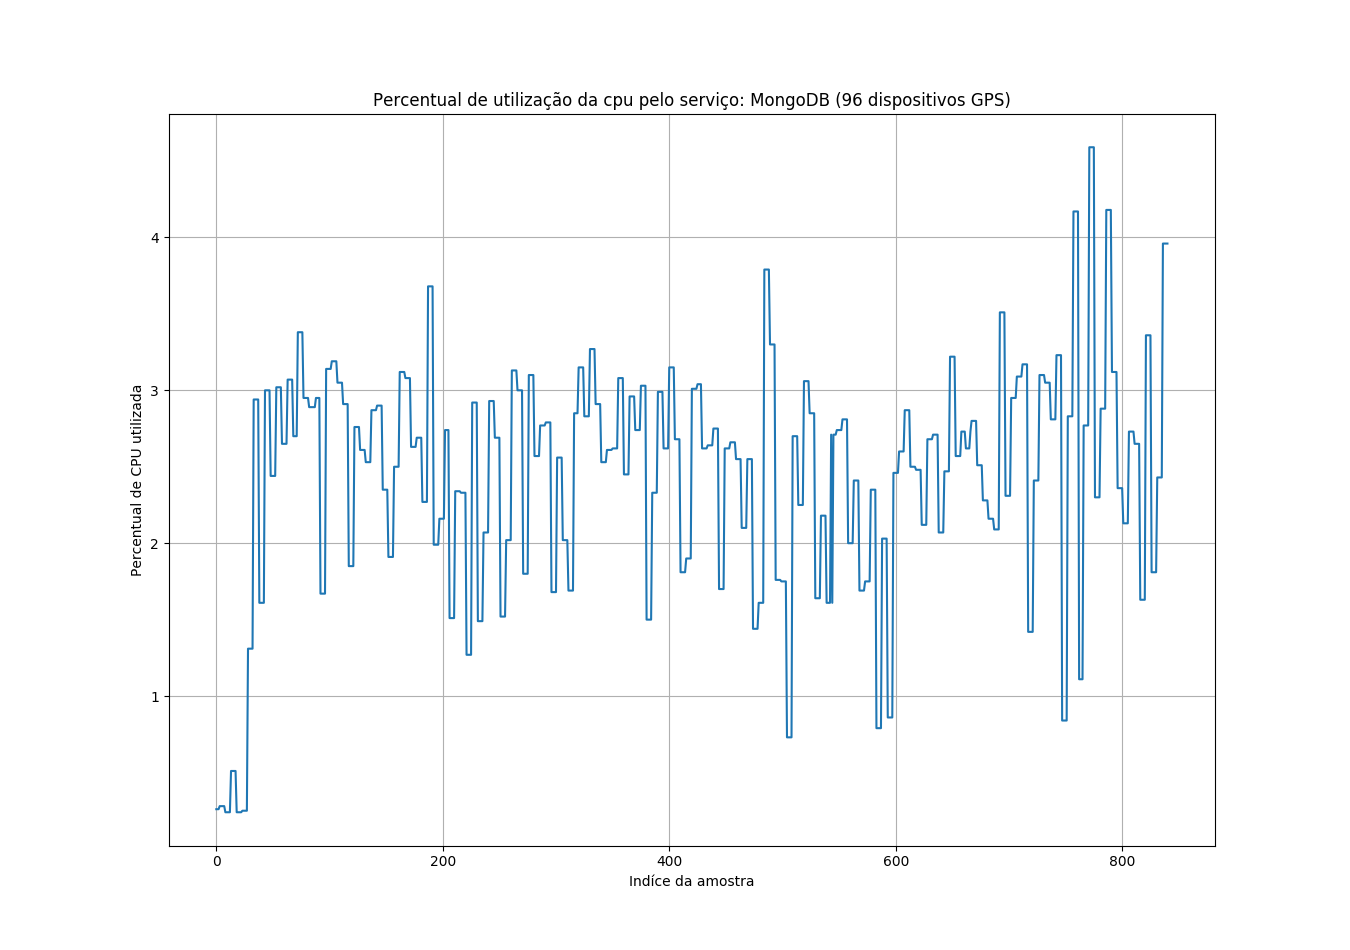 Percentual de utilização da cpu pelo serviço: MongoDB (96 dispositivos GPS)
Percentual de CPU utilizada
4
3
2
1
0 200 400 600 800
Indíce da amostra